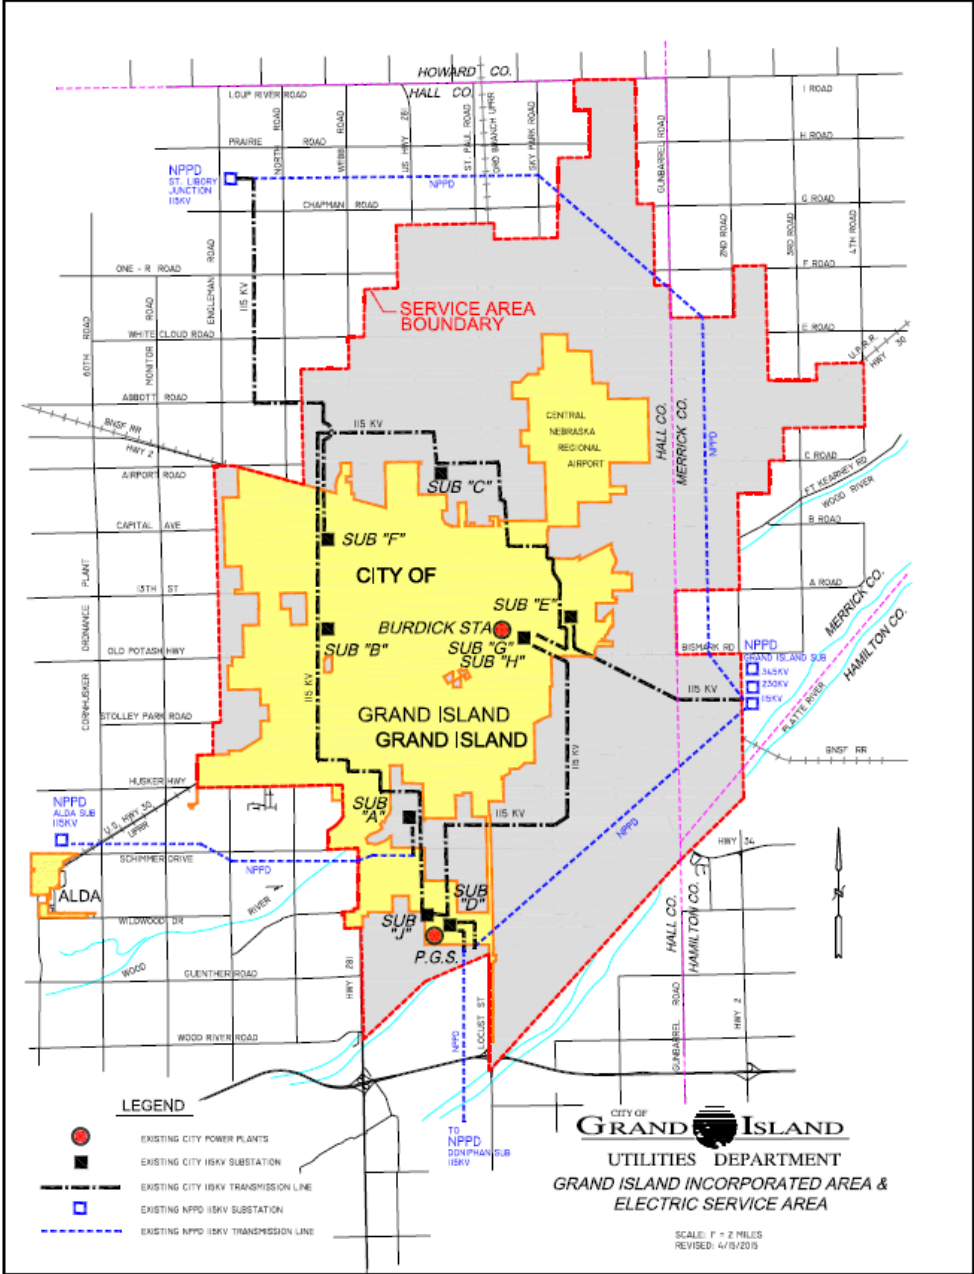 HOWARD CO.
HALL CO.
LOUP RIVER ROAD
I ROAD
PRAIRIE ROAD
H ROAD
NORTH ROAD
WEBB ROAD
US HWY 281
ST. PAUL ROAD
ORD BRANCH UPRR
SKY PARK ROAD
GUNBARREL ROAD
NPPD
ST. LIBORY
JUNCTION
115KV
NPPD
CHAPMAN ROAD
G ROAD
2ND ROAD
3RD ROAD
4TH ROAD
ENGLEMAN ROAD
ONE - R ROAD
F ROAD
115 KV
SERVICE AREA
BOUNDARY
60TH ROAD
MONITOR ROAD
WHITE CLOUD ROAD
E ROAD
U.P.R.R.
HWY 30
ABBOTT ROAD
BNSF RR
HWY 2
115 KV
CENTRAL
NEBRASKA
REGIONAL
AIRPORT
HALL CO.
MERRICK CO.
NPPD
AIRPORT ROAD
SUB "C"
C ROAD
FT. KEARNEY RD
WOOD RIVER
CAPITAL AVE
SUB "F"
B ROAD
CITY OF
13TH ST
A ROAD
CORNHUSKER ORDNANCE PLANT
SUB "E"
BURDICK STA
MERRICK CO.
HAMILTON CO.
OLD POTASH HWY
SUB "B"
SUB "G"
SUB "H"
BISMARK RD
NPPD
GRAND ISLAND SUB
345KV
230KV
115KV
115 KV
115 KV
STOLLEY PARK ROAD
GRAND ISLAND
GRAND ISLAND
PLATTE RIVER
BNSF RR
115 KV
HUSKER HWY
NPPD
ALDA SUB
115KV
U.S. HWY 30
UPRR
SUB
"A"
115 KV
NPPD
HWY 34
SCHIMMER DRIVE
NPPD
ALDA
RIVER
SUB
"D"
WILDWOOD DR
SUB
"J"
P.G.S.
HALL CO.
HAMILTON CO.
WOOD
GUENTHER ROAD
HWY 281
LOCUST ST
GUNBARREL ROAD
HWY 2
WOOD RIVER ROAD
NPPD
N
LEGEND
EXISTING CITY POWER PLANTS
EXISTING CITY 115KV SUBSTATION
EXISTING CITY 115KV TRANSMISSION LINE
EXISTING NPPD 115KV SUBSTATION
EXISTING NPPD 115KV TRANSMISSION LINE
TO
NPPD
DONIPHAN SUB
115KV
CITY OF
GRAND ISLAND
UTILITIES DEPARTMENT
GRAND ISLAND INCORPORATED AREA &
ELECTRIC SERVICE AREA
SCALE: 1" = 2 MILES
REVISED: 4/15/2015